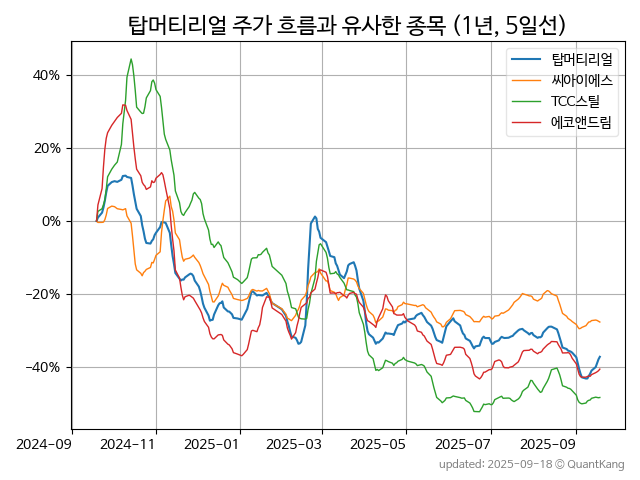 탑머티리얼 주가 흐름과 유사한 종목 (1년, 5일선)
탑머티리얼
씨아이에스
TCC스틸
에코앤드림
40%
20%
0%
−20%
−40%
2024-09
2024-11
2025-01
2025-03
2025-05
2025-07
2025-09
updated: 2025-09-18 © QuantKang